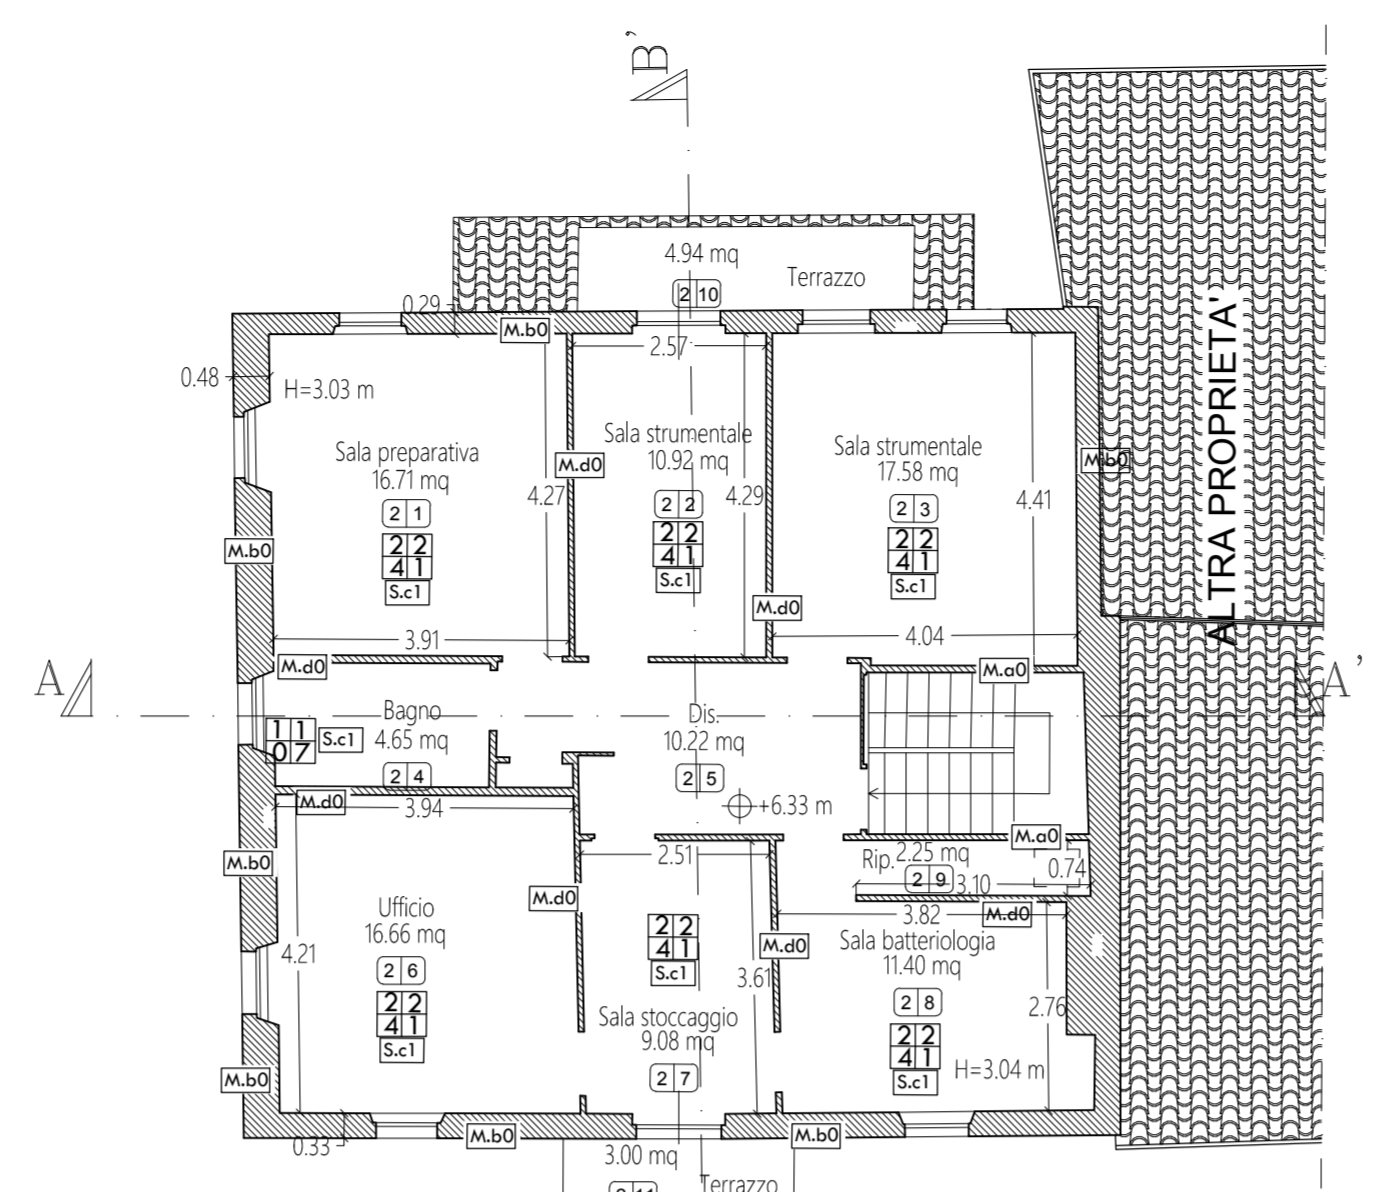 B'
4.94 mq
Terrazzo
2 10
0.29
M.b0
2.57
0.48
H=3.03 m
Sala preparativa
16.71 mq
2 1
2 2
4 1
S.c1
4.27
M.d0
Sala strumentale
10.92 mq
2 2
2 2
4 1
S.c1
4.29
Sala strumentale
17.58 mq
2 3
2 2
4 1
S.c1
4.41
M.b0
ALTRA PROPRIETA'
M.b0
M.d0
3.91
4.04
M.d0
M.a0
A
A'
Bagno
4.65 mq
1 1
0 7
S.c1
2 4
Dis.
10.22 mq
2 5
+6.33 m
M.d0
3.94
M.a0
2.51
Rip.
2.25 mq
2 9
3.10
0.74
M.b0
M.d0
3.82
M.d0
Ufficio
16.66 mq
2 6
2 2
4 1
S.c1
4.21
2 2
4 1
S.c1
Sala stoccaggio
9.08 mq
2 7
3.61
M.d0
Sala batteriologia
11.40 mq
2 8
2 2
4 1
S.c1
2.76
H=3.04 m
M.b0
0.33
M.b0
M.b0
3.00 mq
Terrazzo
2 11